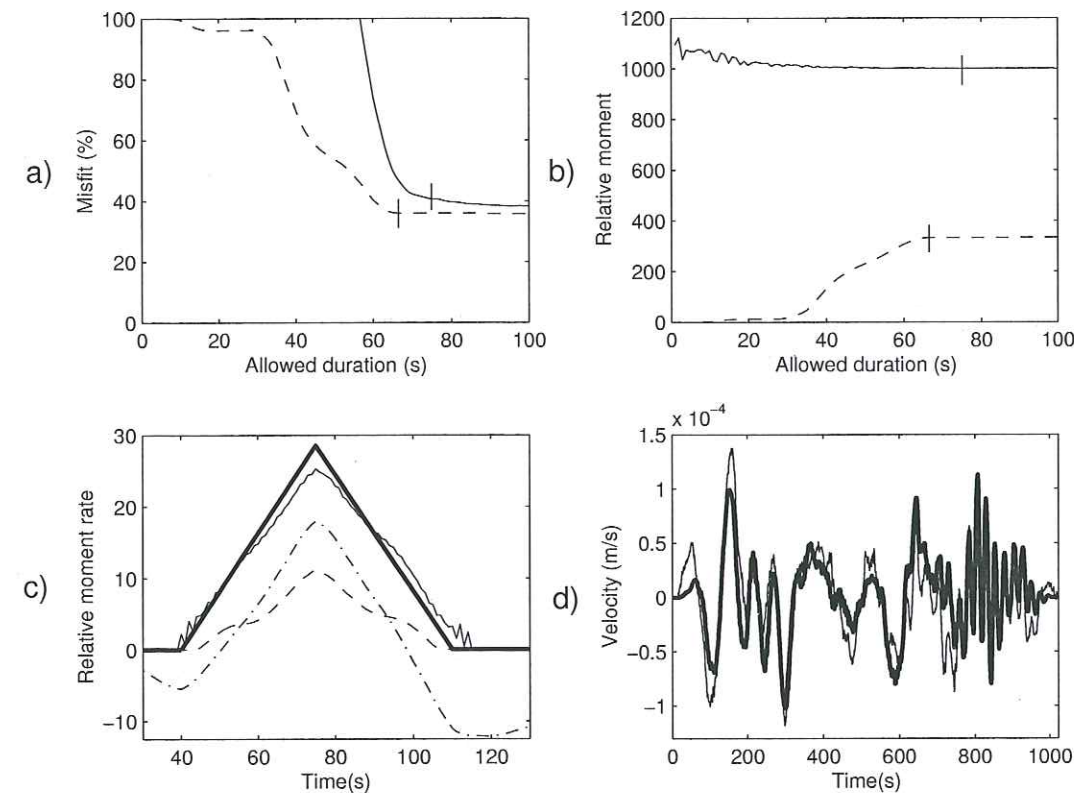 a)
Misfit (%)
100
80
60
40
20
0
0 20 40 60 80 100
Allowed duration (s)
b)
Relative moment
1200
1000
800
600
400
200
0
0 20 40 60 80 100
Allowed duration (s)
c)
Relative moment rate
30
20
10
0
−10
40 60 80 100 120
Time(s)
d)
Velocity (m/s)
x 10−4
1.5
1
0.5
0
−0.5
−1
0 200 400 600 800 1000
Time(s)